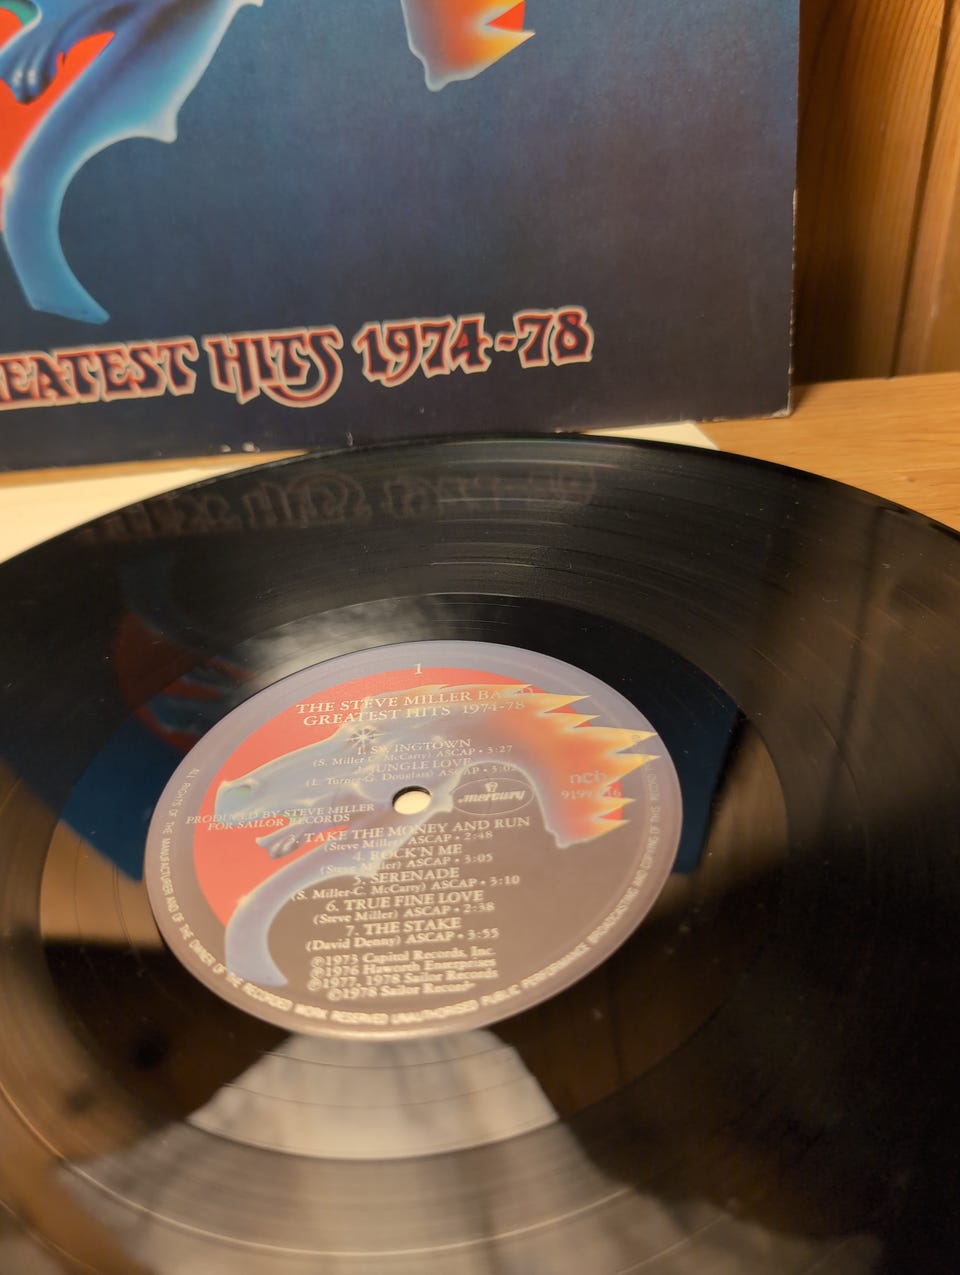 EATEST HITS 1974-78
1
THE STEVE MILLER BAND
GREATEST HITS 1974-78
1. SWINGTOWN
(S. Miller-C. McCarty) ASCAP • 3:27
2. JUNGLE LOVE
(L. Turner-G. Douglass) ASCAP • 3:02
PRODUCED BY STEVE MILLER
FOR SAILOR RECORDS
mercury
ncb
3. TAKE THE MONEY AND RUN
(Steve Miller) ASCAP • 2:48
4. ROCK'N ME
(Steve Miller) ASCAP • 3:05
5. SERENADE
(S. Miller-C. McCarty) ASCAP • 3:10
6. TRUE FINE LOVE
(Steve Miller) ASCAP • 2:38
7. THE STAKE
(David Denny) ASCAP • 3:55
℗1973 Capitol Records, Inc.
℗1976 Haworth Enterprises
℗1977, 1978 Sailor Records
©1978 Sailor Records
ALL RIGHTS OF THE MANUFACTURER AND OF THE OWNER OF THE RECORDED WORK RESERVED UNAUTHORISED PUBLIC PERFORMANCE BROADCASTING AND COPYING OF THIS RECORD